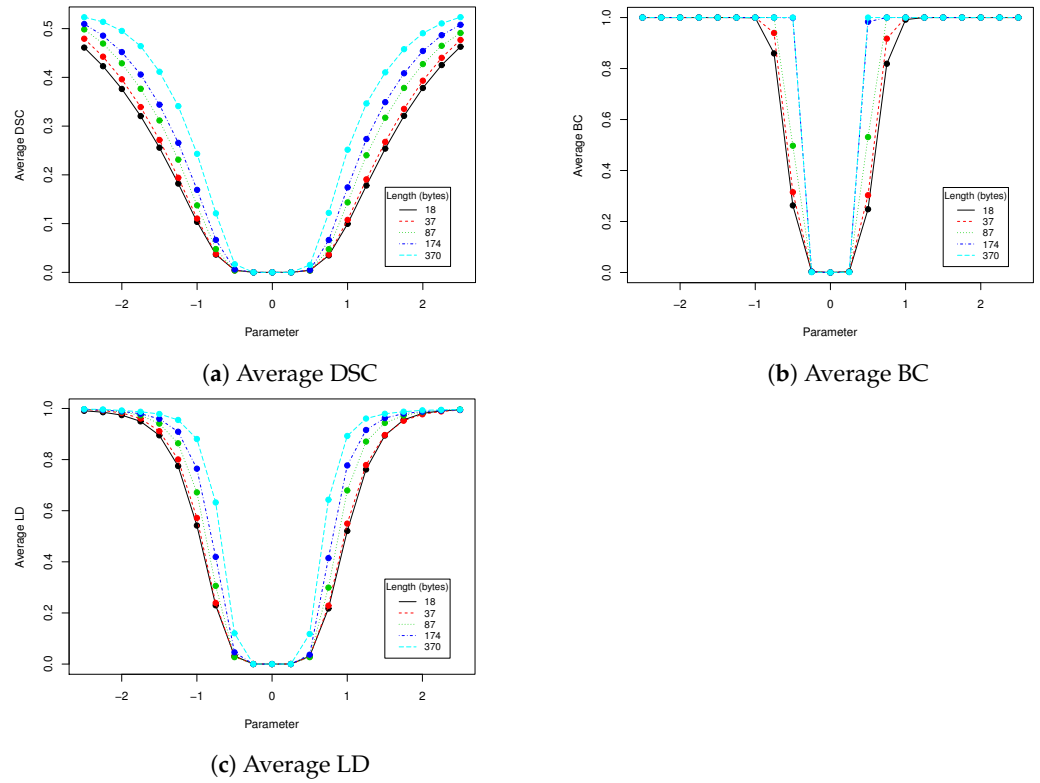 Average DSC
0.5
0.4
0.3
0.2
0.1
0.0
Length (bytes)
18
37
87
174
370
−2 −1 0 1 2
Parameter
(a) Average DSC
Average BC
1.0
0.8
0.6
0.4
0.2
0.0
Length (bytes)
18
37
87
174
370
−2 −1 0 1 2
Parameter
(b) Average BC
Average LD
1.0
0.8
0.6
0.4
0.2
0.0
Length (bytes)
18
37
87
174
370
−2 −1 0 1 2
Parameter
(c) Average LD